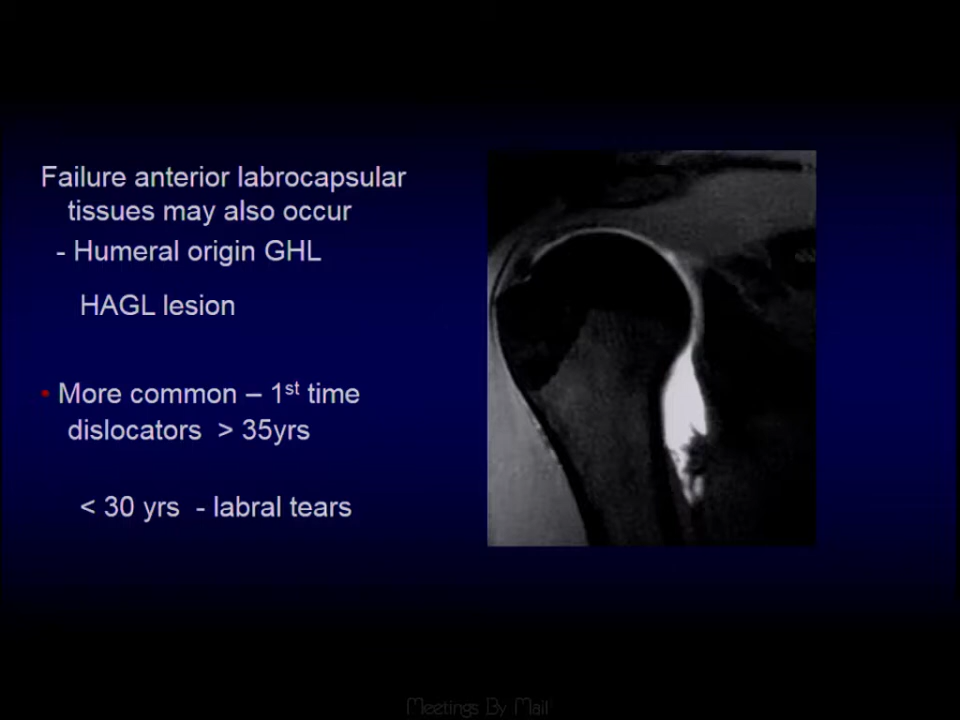 Failure anterior labrocapsular
tissues may also occur
- Humeral origin GHL
HAGL lesion
• More common – 1st time
dislocators > 35yrs
< 30 yrs - labral tears
Meetings By Mail